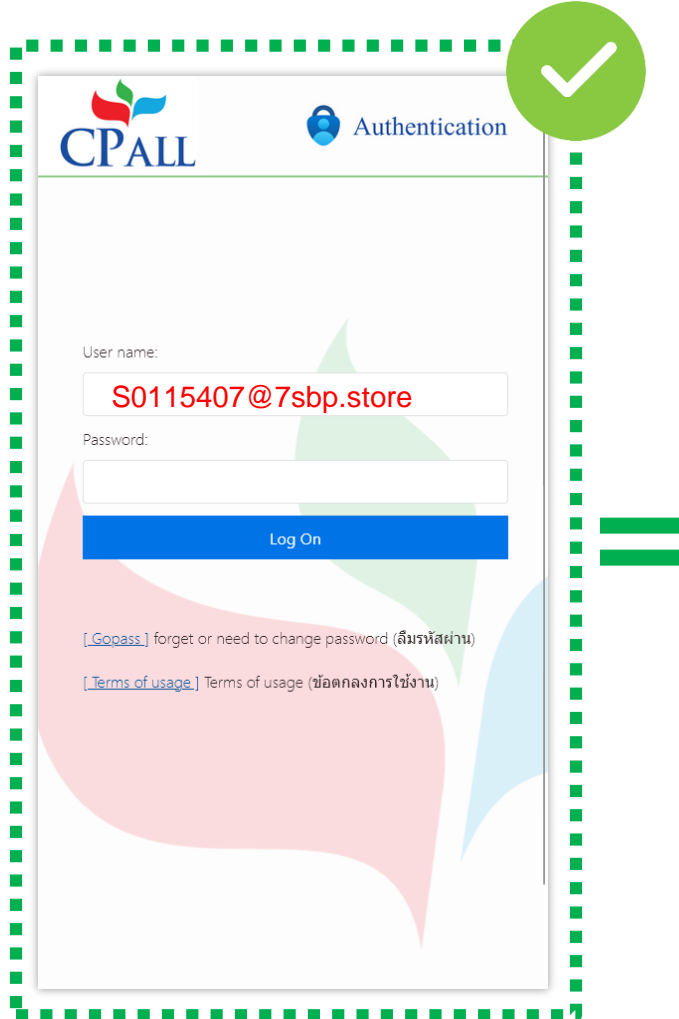 CPALL
Authentication
User name:
S0115407@7sbp.store
Password:
Log On
[ Gopass ] forget or need to change password (ลืมรหัสผ่าน)
[ Terms of usage ] Terms of usage (ข้อตกลงการใช้งาน)